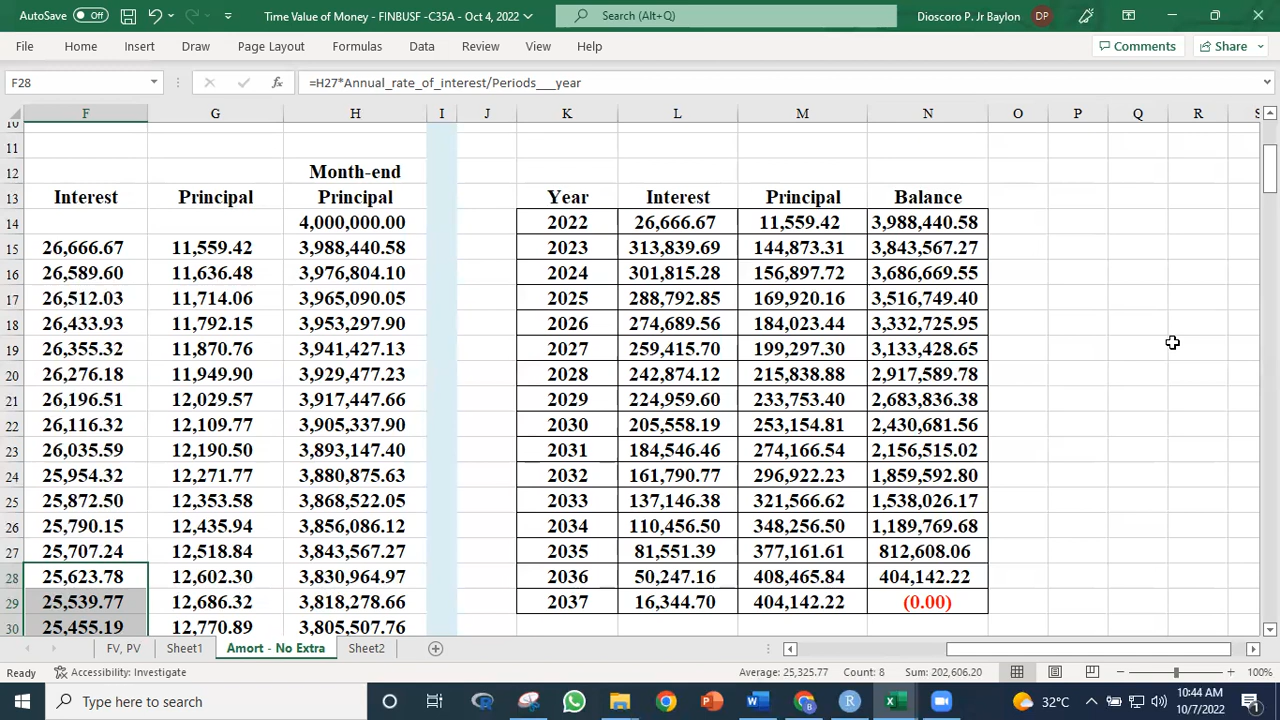 AutoSave Off Time Value of Money - FINBUSF -C35A - Oct 4, 2022 Search (Alt+Q) Dioscoro P. Jr Baylon DP
File Home Insert Draw Page Layout Formulas Data Review View Help Comments Share
F28 fx =H27*Annual_rate_of_interest/Periods___year
F G H I J K L M N O P Q R S
10
11
12 Month-end
13 Interest Principal Principal Year Interest Principal Balance
14 4,000,000.00 2022 26,666.67 11,559.42 3,988,440.58
15 26,666.67 11,559.42 3,988,440.58 2023 313,839.69 144,873.31 3,843,567.27
16 26,589.60 11,636.48 3,976,804.10 2024 301,815.28 156,897.72 3,686,669.55
17 26,512.03 11,714.06 3,965,090.05 2025 288,792.85 169,920.16 3,516,749.40
18 26,433.93 11,792.15 3,953,297.90 2026 274,689.56 184,023.44 3,332,725.95
19 26,355.32 11,870.76 3,941,427.13 2027 259,415.70 199,297.30 3,133,428.65
20 26,276.18 11,949.90 3,929,477.23 2028 242,874.12 215,838.88 2,917,589.78
21 26,196.51 12,029.57 3,917,447.66 2029 224,959.60 233,753.40 2,683,836.38
22 26,116.32 12,109.77 3,905,337.90 2030 205,558.19 253,154.81 2,430,681.56
23 26,035.59 12,190.50 3,893,147.40 2031 184,546.46 274,166.54 2,156,515.02
24 25,954.32 12,271.77 3,880,875.63 2032 161,790.77 296,922.23 1,859,592.80
25 25,872.50 12,353.58 3,868,522.05 2033 137,146.38 321,566.62 1,538,026.17
26 25,790.15 12,435.94 3,856,086.12 2034 110,456.50 348,256.50 1,189,769.68
27 25,707.24 12,518.84 3,843,567.27 2035 81,551.39 377,161.61 812,608.06
28 25,623.78 12,602.30 3,830,964.97 2036 50,247.16 408,465.84 404,142.22
29 25,539.77 12,686.32 3,818,278.66 2037 16,344.70 404,142.22 (0.00)
30 25,455.19 12,770.89 3,805,507.76
FV, PV Sheet1 Amort - No Extra Sheet2
Ready Accessibility: Investigate Average: 25,325.77 Count: 8 Sum: 202,606.20 100%
Type here to search 32°C 10:44 AM
10/7/2022